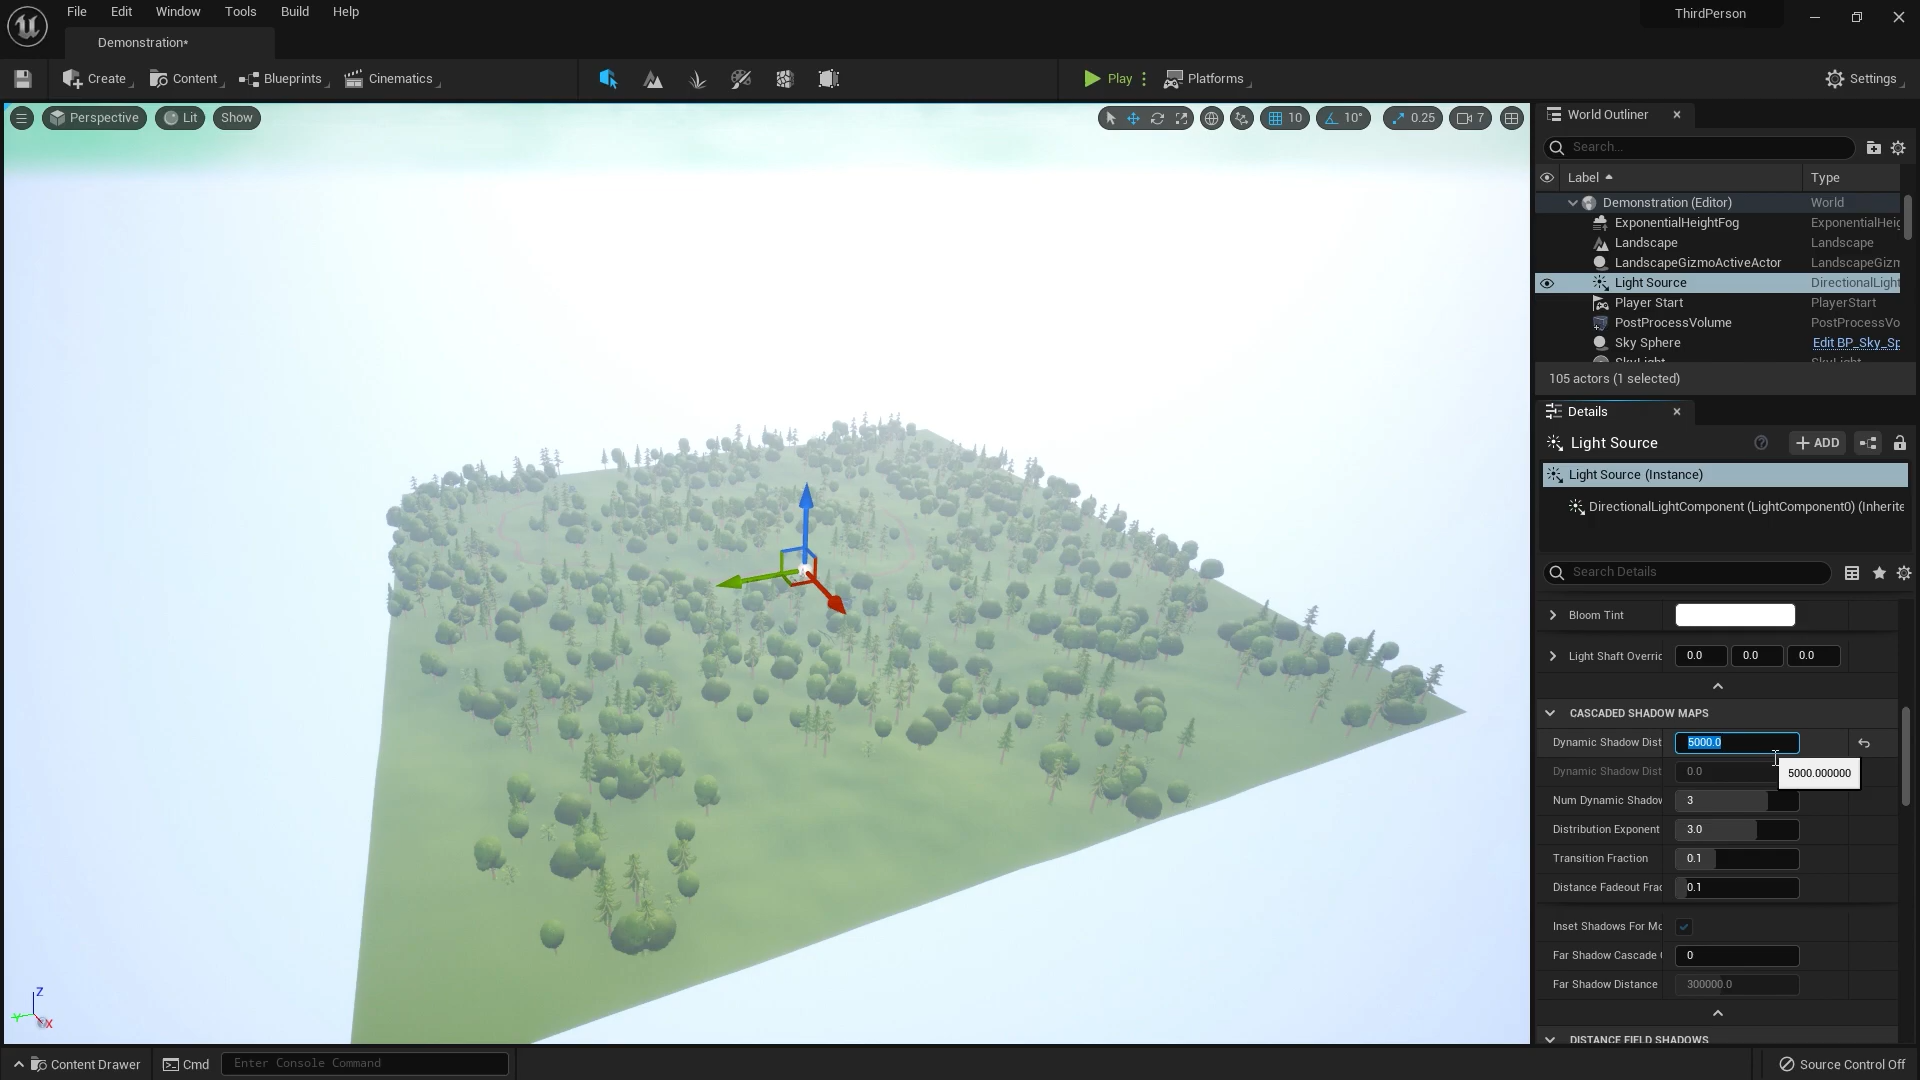 File Edit Window Tools Build Help
ThirdPerson
Demonstration*
Create Content Blueprints Cinematics Play Platforms Settings
Perspective Lit Show 10 10° 0.25 7
World Outliner
Search...
Label Type
Demonstration (Editor) World
ExponentialHeightFog ExponentialHeig
Landscape Landscape
LandscapeGizmoActiveActor LandscapeGizm
Light Source DirectionalLight
Player Start PlayerStart
PostProcessVolume PostProcessVo
Sky Sphere Edit BP_Sky_Sp
SkyLight SkyLight
105 actors (1 selected)
Details
Light Source ADD
Light Source (Instance)
DirectionalLightComponent (LightComponent0) (Inherite
Search Details
Bloom Tint
Light Shaft Overric 0.0 0.0 0.0
CASCADED SHADOW MAPS
Dynamic Shadow Dist 5000.0
Dynamic Shadow Dist 0.0
5000.000000
Num Dynamic Shadow 3
Distribution Exponent 3.0
Transition Fraction 0.1
Distance Fadeout Frac 0.1
Inset Shadows For Mo
Far Shadow Cascade C 0
Far Shadow Distance 300000.0
DISTANCE FIELD SHADOWS
Z
Y
X
Content Drawer Cmd Enter Console Command Source Control Off